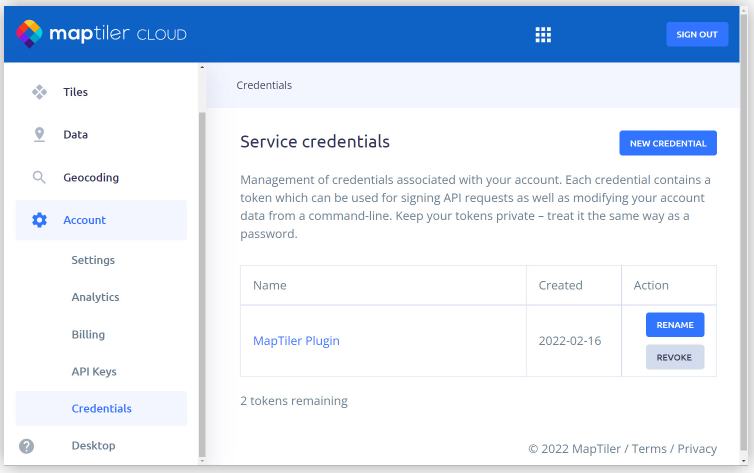 maptiler CLOUD
SIGN OUT
Tiles
Data
Geocoding
Account
Settings
Analytics
Billing
API Keys
Credentials
Desktop
?
Credentials
Service credentials
NEW CREDENTIAL
Management of credentials associated with your account. Each credential contains a
token which can be used for signing API requests as well as modifying your account
data from a command-line. Keep your tokens private – treat it the same way as a
password.
Name Created Action
MapTiler Plugin 2022-02-16 RENAME
REVOKE
2 tokens remaining
© 2022 MapTiler / Terms / Privacy